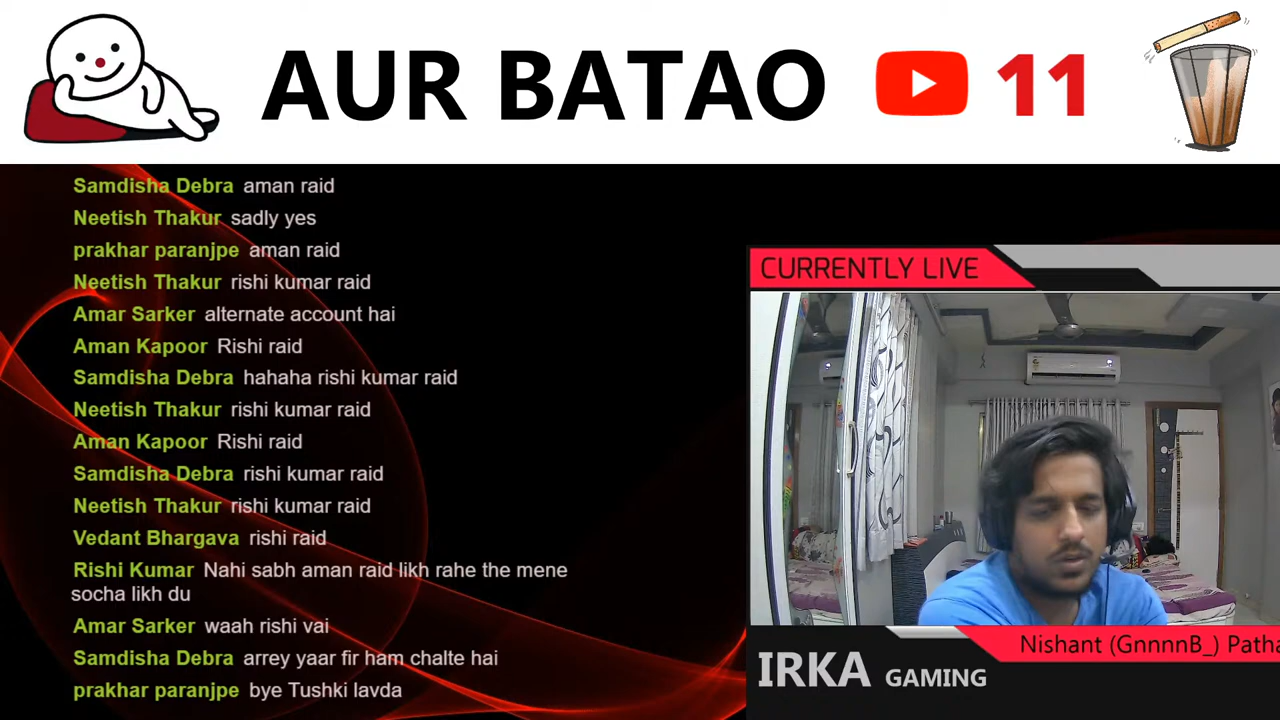 AUR BATAO 11
Samdisha Debra aman raid
Neetish Thakur sadly yes
prakhar paranjpe aman raid
Neetish Thakur rishi kumar raid
Amar Sarker alternate account hai
Aman Kapoor Rishi raid
Samdisha Debra hahaha rishi kumar raid
Neetish Thakur rishi kumar raid
Aman Kapoor Rishi raid
Samdisha Debra rishi kumar raid
Neetish Thakur rishi kumar raid
Vedant Bhargava rishi raid
Rishi Kumar Nahi sabh aman raid likh rahe the mene
socha likh du
Amar Sarker waah rishi vai
Samdisha Debra arrey yaar fir ham chalte hai
prakhar paranjpe bye Tushki lavda
CURRENTLY LIVE
Nishant (GnnnnB_) Patha
IRKA GAMING